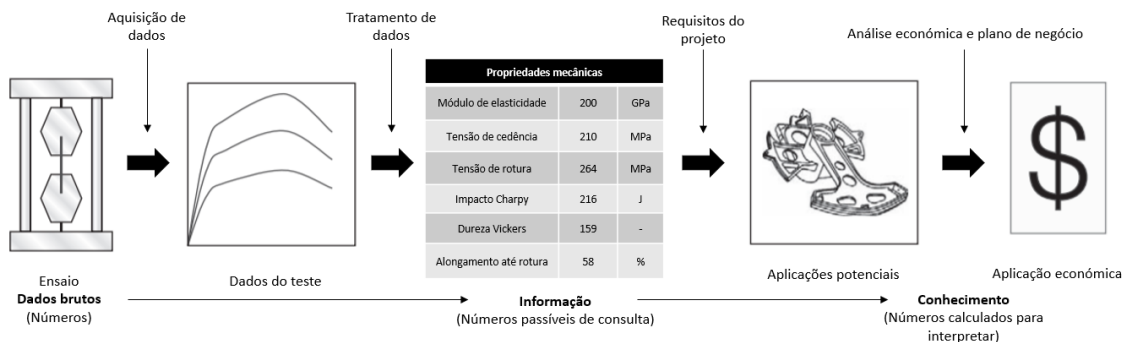 Aquisição de
dados
Tratamento de
dados
Requisitos do
projeto
Análise económica e plano de negócio
Propriedades mecânicas
Módulo de elasticidade 200 GPa
Tensão de cedência 210 MPa
Tensão de rotura 264 MPa
Impacto Charpy 216 J
Dureza Vickers 159 -
Alongamento até rotura 58 %
$
Ensaio
Dados brutos
(Números)
Dados do teste
Informação
(Números passíveis de consulta)
Aplicações potenciais
Aplicação económica
Conhecimento
(Números calculados para
interpretar)